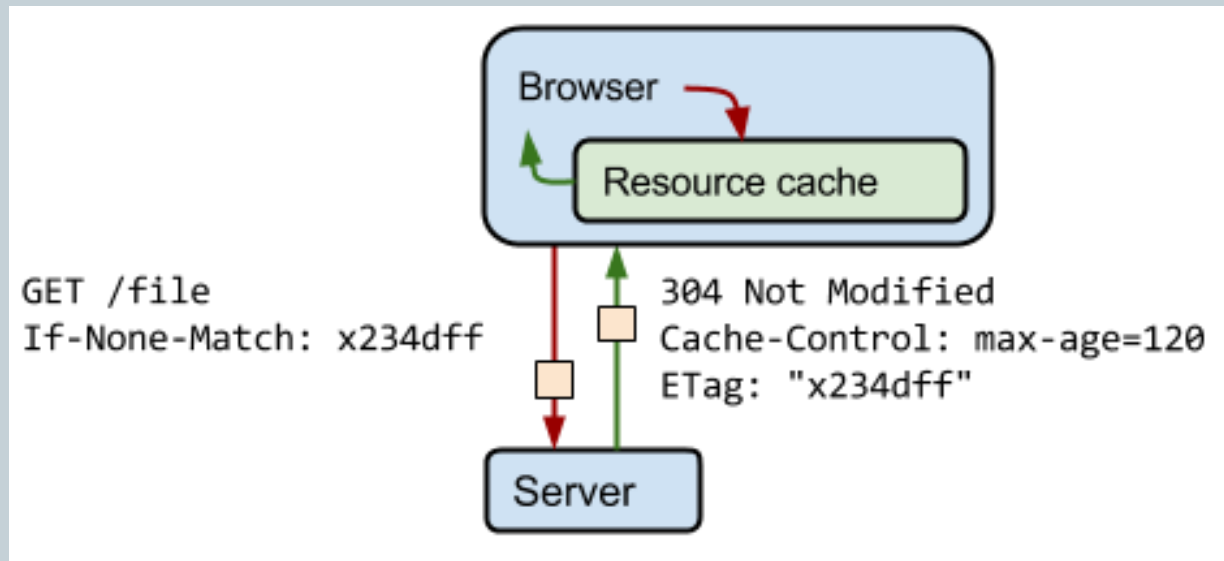 Browser
Resource cache
GET /file
If-None-Match: x234dff
304 Not Modified
Cache-Control: max-age=120
ETag: "x234dff"
Server